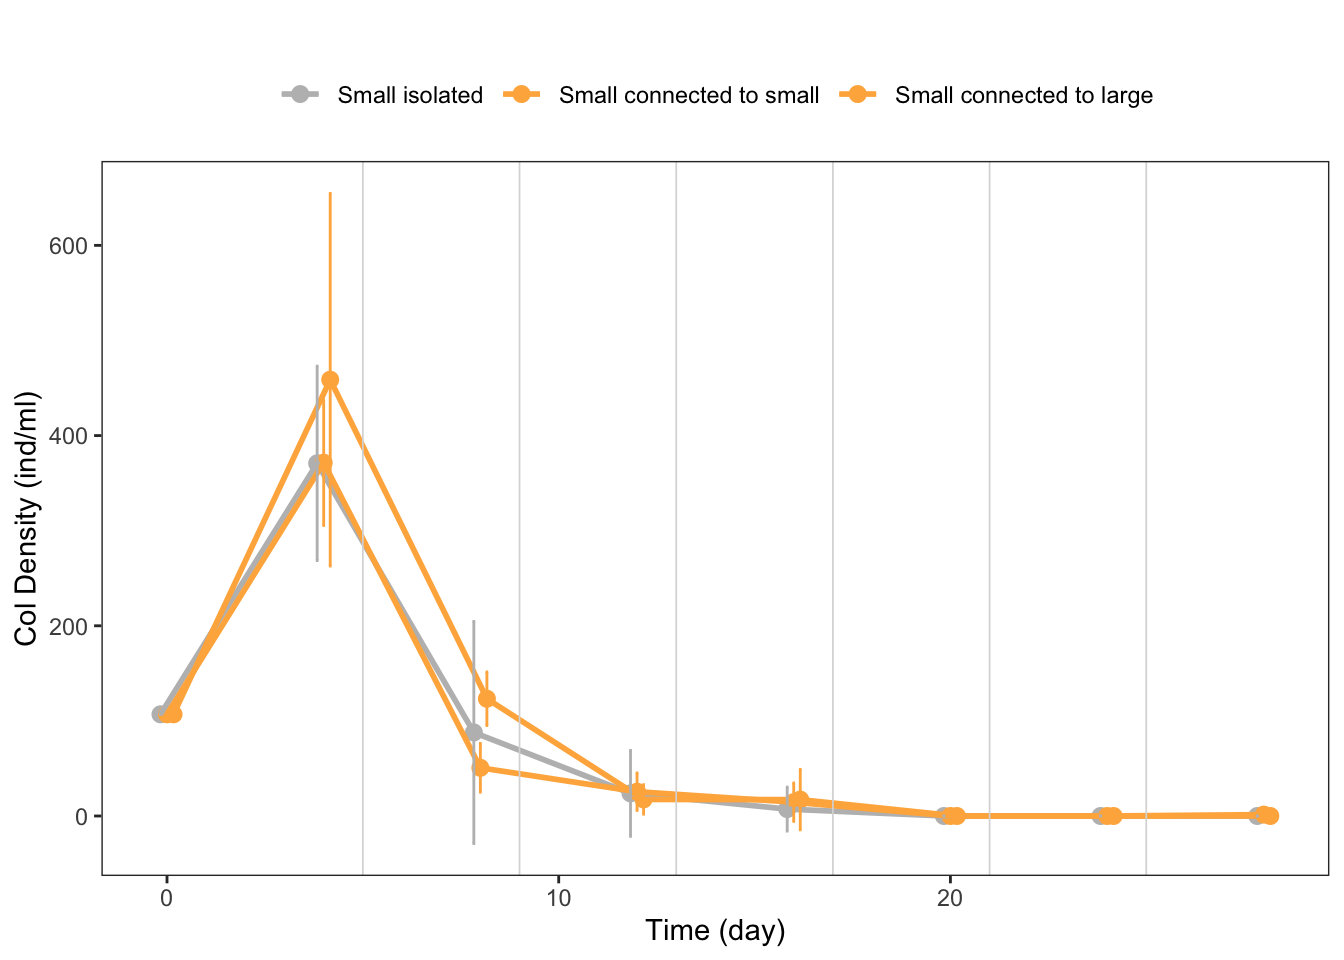 Small isolated Small connected to small Small connected to large
Col Density (ind/ml)
600
400
200
0
0 10 20
Time (day)